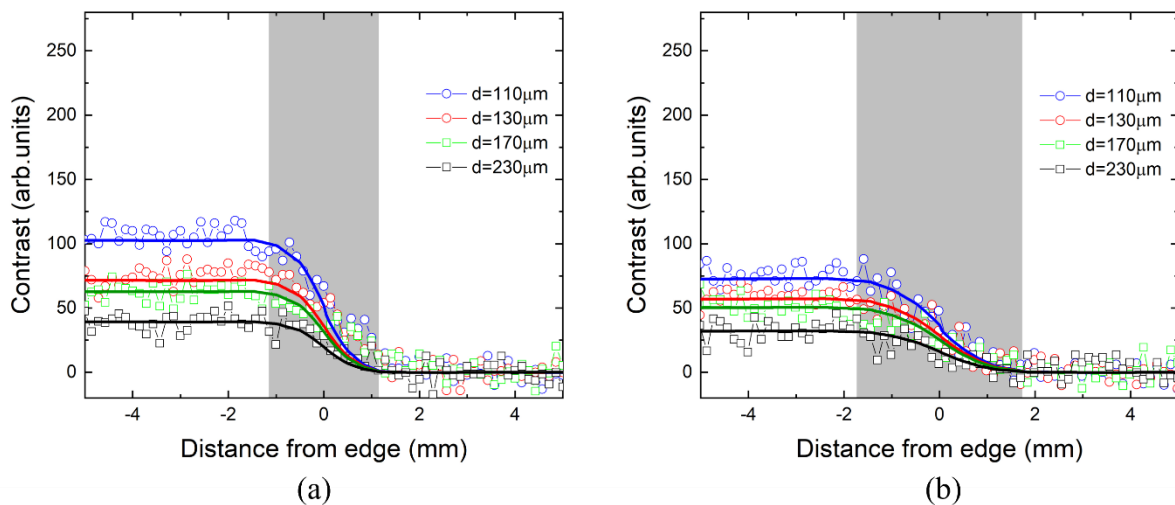 250
200
150
100
50
0
Contrast (arb.units)
d=110μm
d=130μm
d=170μm
d=230μm
-4 -2 0 2 4
Distance from edge (mm)
(a)
250
200
150
100
50
0
Contrast (arb.units)
d=110μm
d=130μm
d=170μm
d=230μm
-4 -2 0 2 4
Distance from edge (mm)
(b)